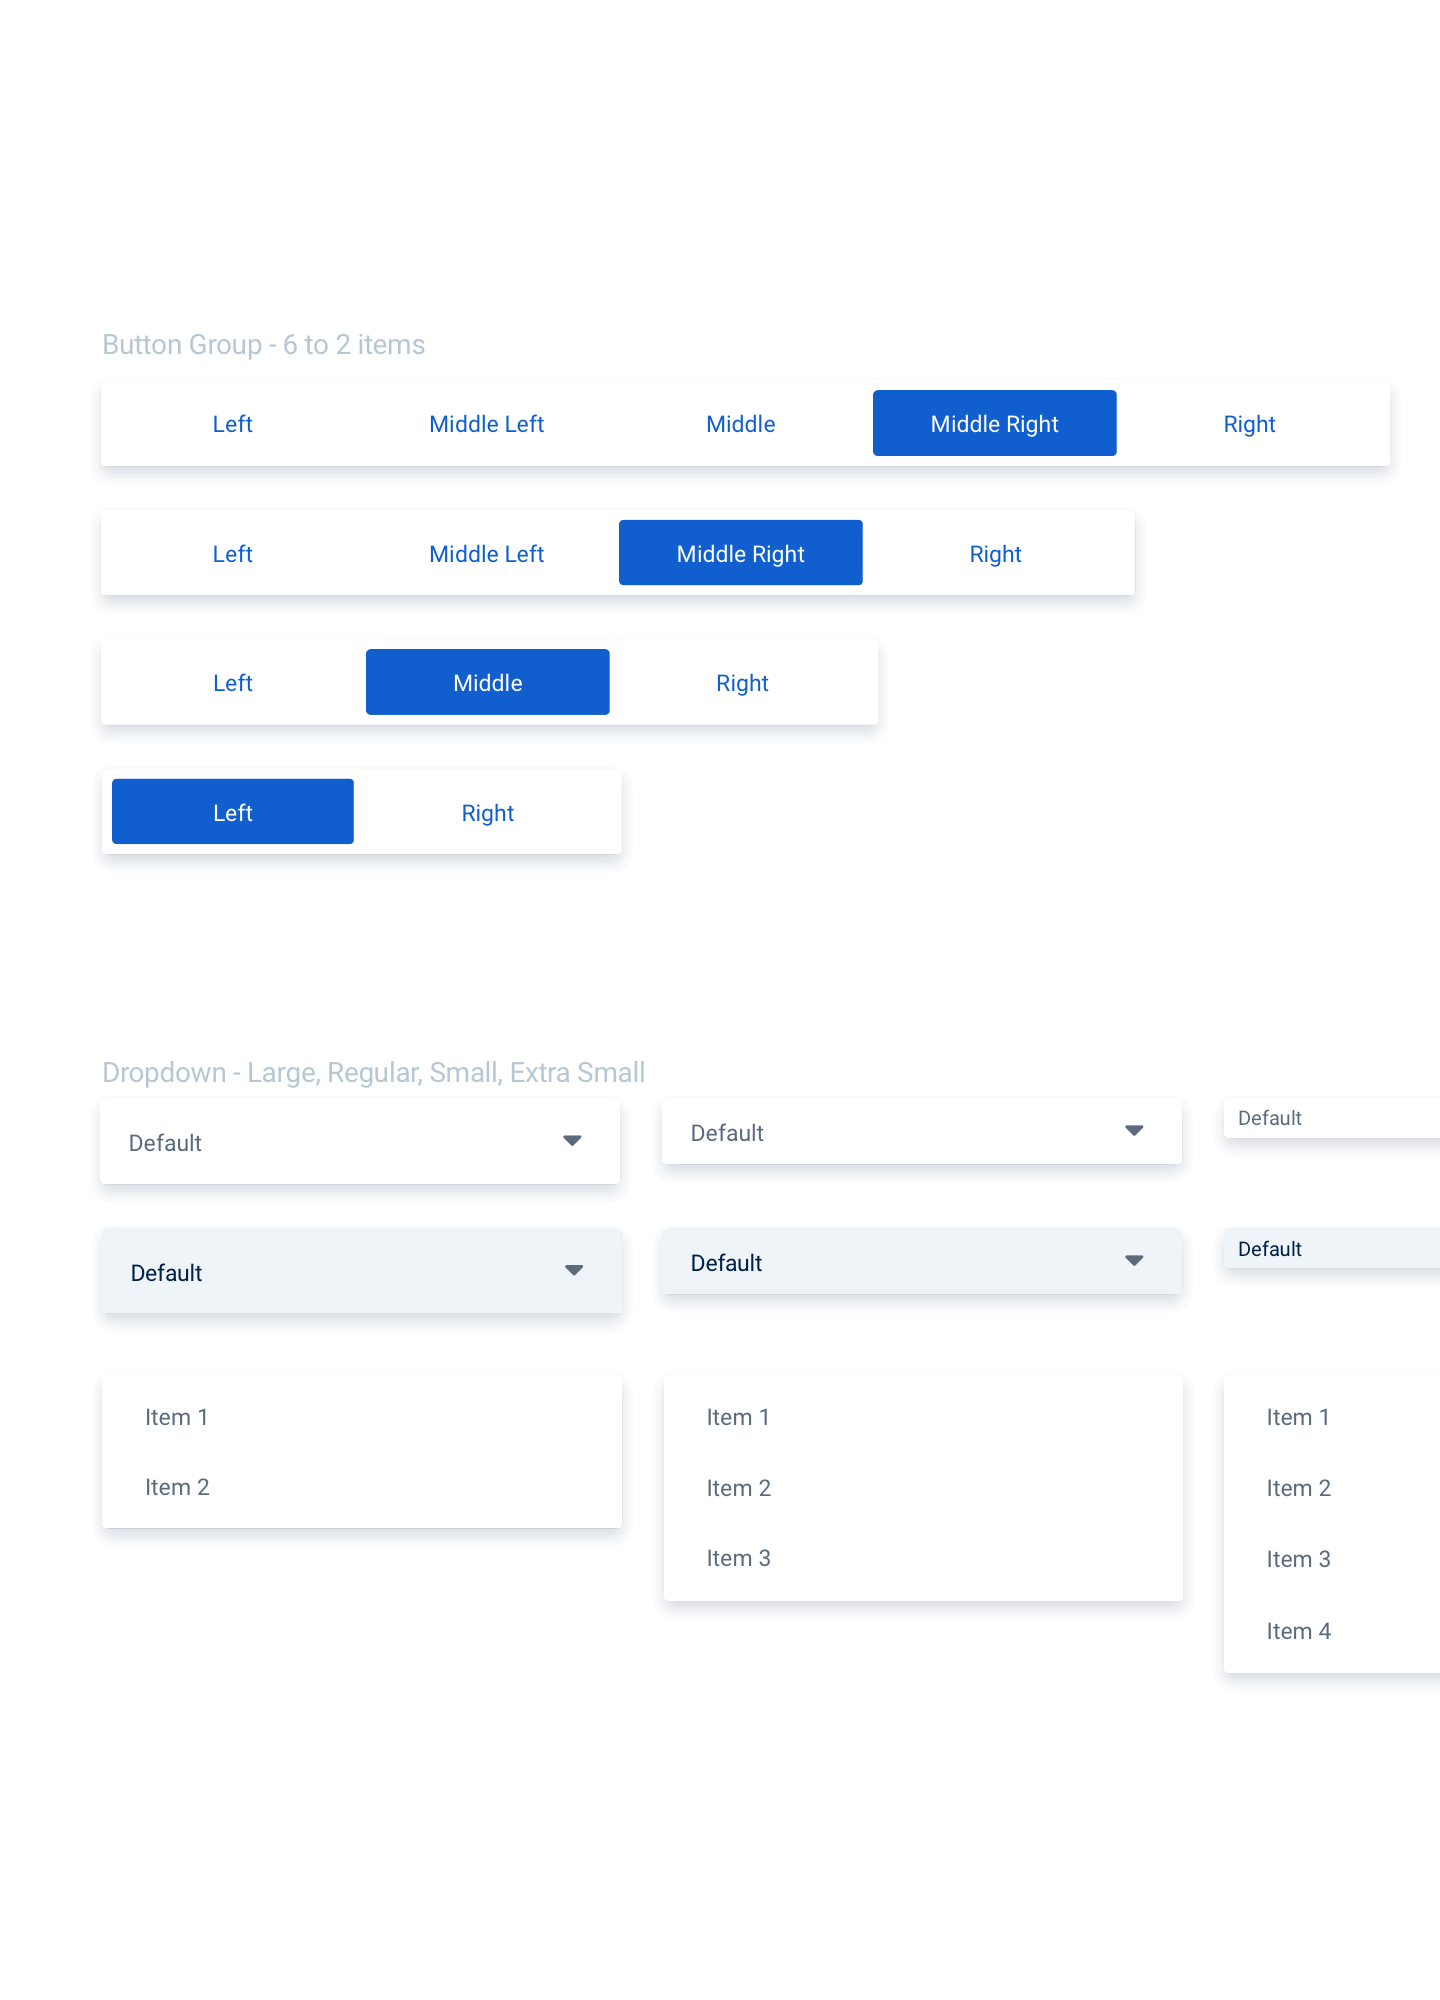 Button Group - 6 to 2 items
Left Middle Left Middle Middle Right Right
Left Middle Left Middle Right Right
Left Middle Right
Left Right
Dropdown - Large, Regular, Small, Extra Small
Default Default Default
Default Default Default
Item 1 Item 1 Item 1
Item 2 Item 2 Item 2
Item 3 Item 3
Item 4